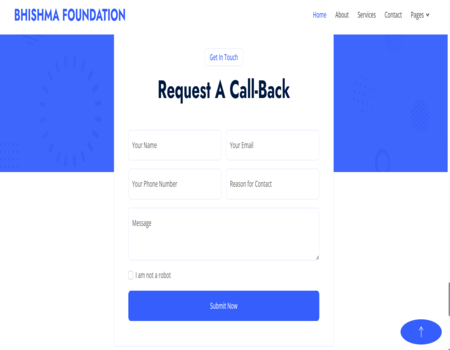 BHISHMA FOUNDATION
Home About Services Contact Pages
Get In Touch
Request A Call-Back
Your Name Your Email
Your Phone Number Reason for Contact
Message
I am not a robot
Submit Now